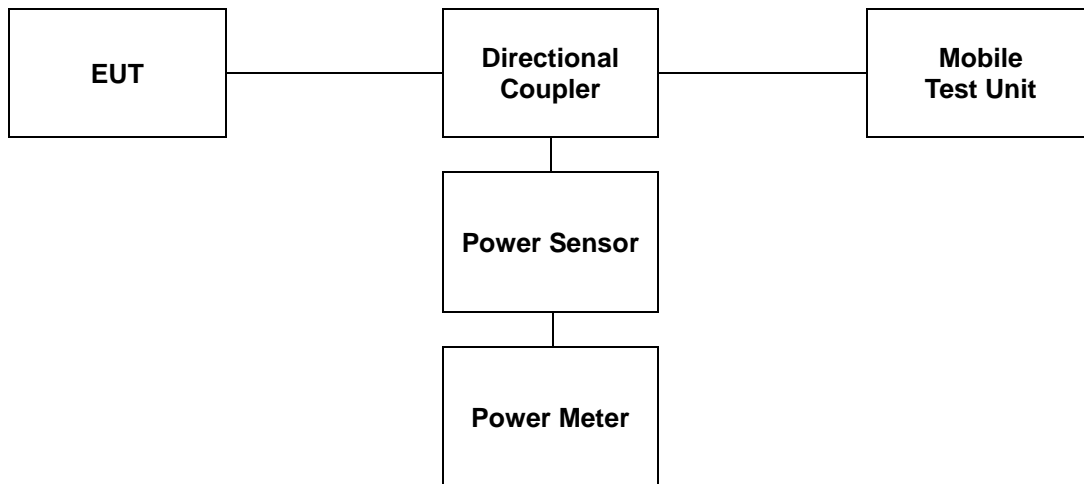 EUT
Directional
Coupler
Mobile
Test Unit
Power Sensor
Power Meter